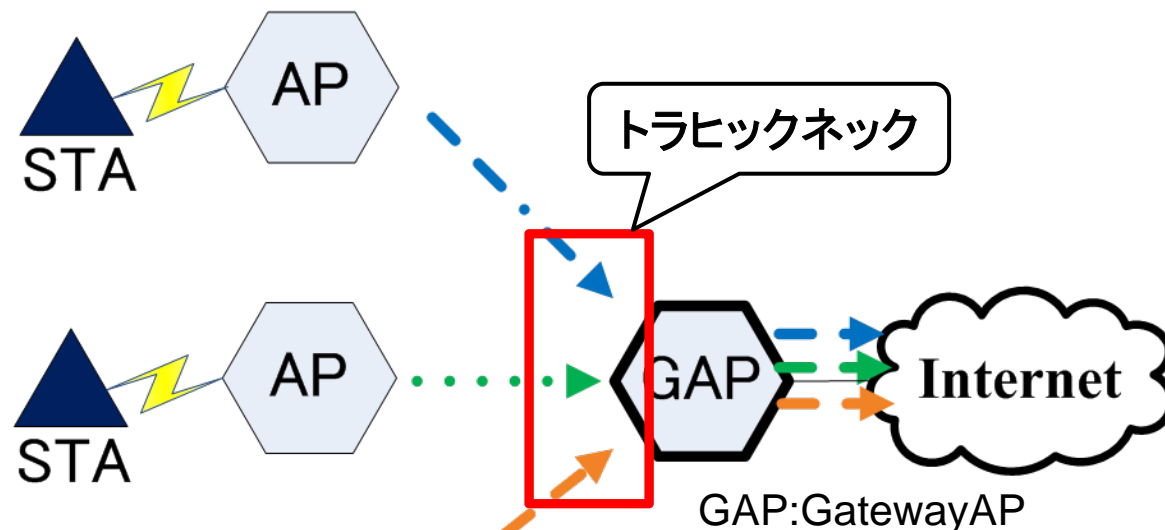 AP
STA
トラヒックネック
AP
STA
GAP
Internet
GAP:GatewayAP